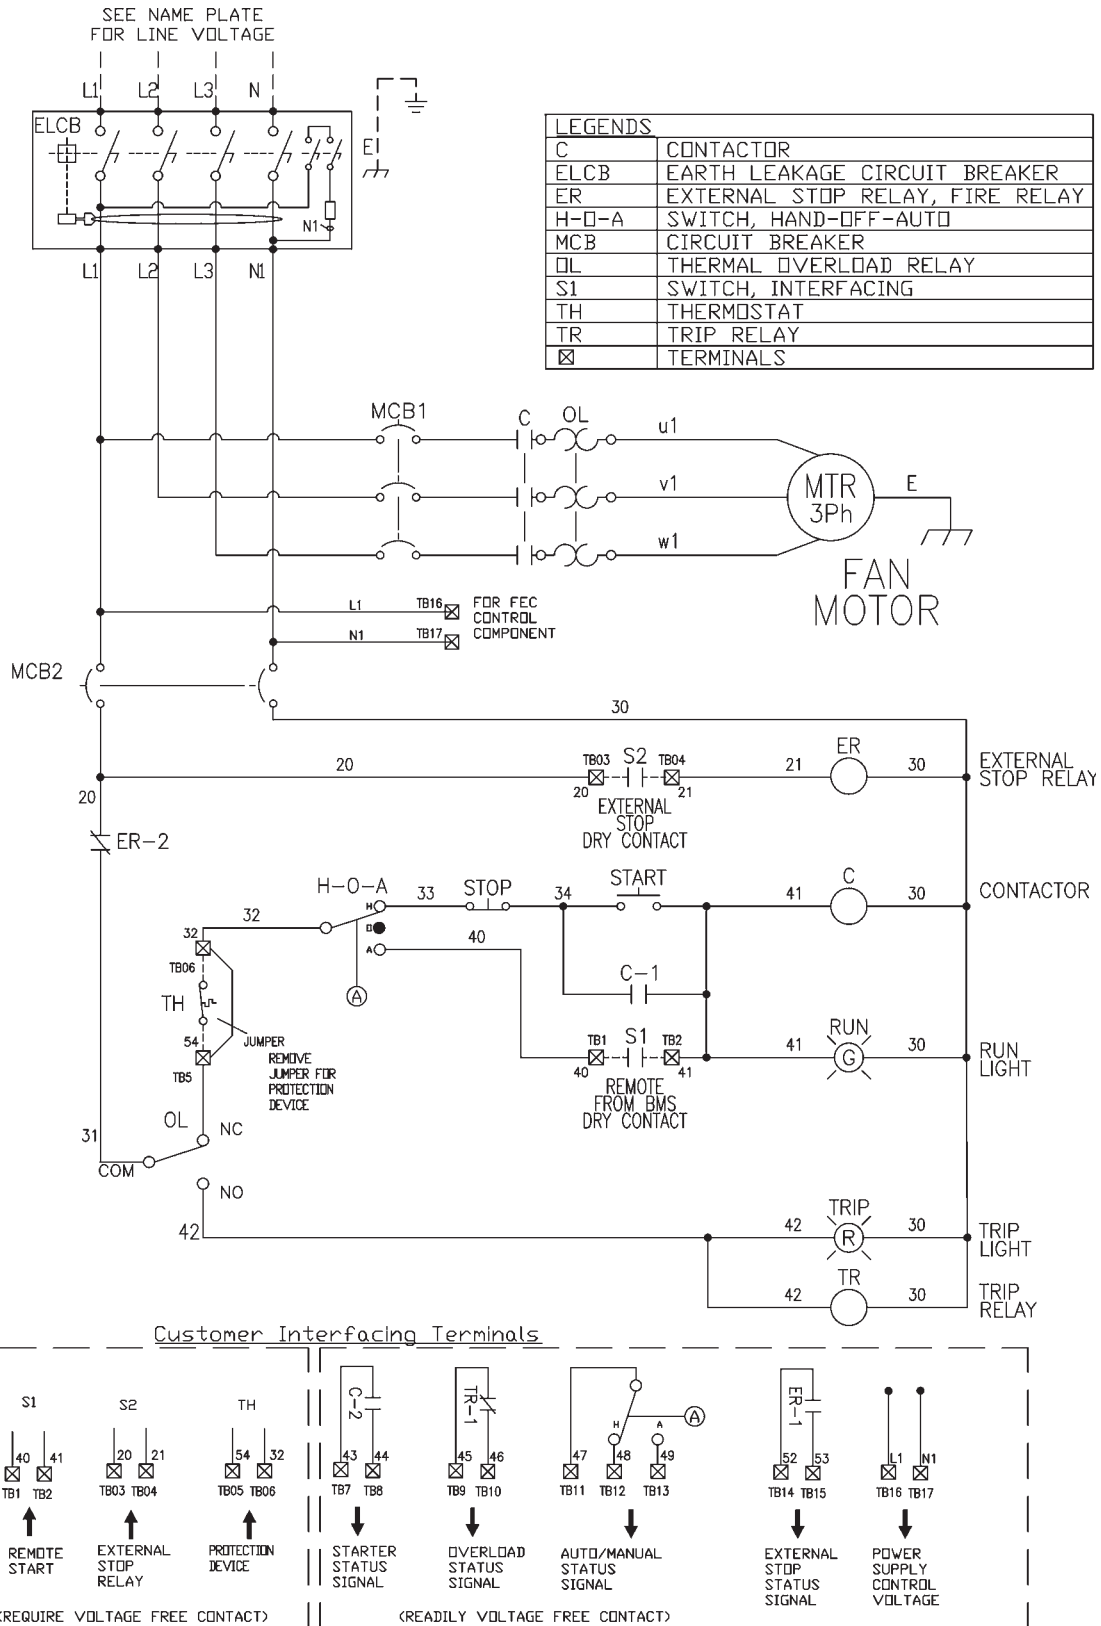 SEE NAME PLATE
FOR LINE VOLTAGE
L1 L2 L3 N
ELCB
E
N1
L1 L2 L3 N1
LEGENDS
C CONTACTOR
ELCB EARTH LEAKAGE CIRCUIT BREAKER
ER EXTERNAL STOP RELAY, FIRE RELAY
H-O-A SWITCH, HAND-OFF-AUTO
MCB CIRCUIT BREAKER
OL THERMAL OVERLOAD RELAY
S1 SWITCH, INTERFACING
TH THERMOSTAT
TR TRIP RELAY
TERMINALS
MCB1 C OL
u1
v1
w1
MTR
3Ph
E
FAN
MOTOR
L1 TB16 FOR FEC
CONTROL
N1 TB17 COMPONENT
MCB2
30
20 TB03 S2 TB04 21 ER 30 EXTERNAL
STOP RELAY
20 21
20
EXTERNAL
STOP
DRY CONTACT
ER-2
H-O-A 33 STOP 34 START 41 C 30 CONTACTOR
H
O
A
32
32
40
TB06
A
C-1
TH
54
JUMPER
REMOVE
JUMPER FOR
PROTECTION
DEVICE
TB5
TB1 S1 TB2 41 RUN 30 RUN
LIGHT
G
40 41
REMOTE
FROM BMS
DRY CONTACT
OL NC
31
COM
NO
42
42 TRIP 30 TRIP
LIGHT
R
42 TR 30 TRIP
RELAY
Customer Interfacing Terminals
S1 S2 TH
C-2 TR-1 H A A ER-1
40 41 20 21 54 32 43 44 45 46 47 48 49 52 53 L1 N1
TB1 TB2 TB03 TB04 TB05 TB06 TB7 TB8 TB9 TB10 TB11 TB12 TB13 TB14 TB15 TB16 TB17
REMOTE
START
EXTERNAL
STOP
RELAY
PROTECTION
DEVICE
STARTER
STATUS
SIGNAL
OVERLOAD
STATUS
SIGNAL
AUTO/MANUAL
STATUS
SIGNAL
EXTERNAL
STOP
STATUS
SIGNAL
POWER
SUPPLY
CONTROL
VOLTAGE
(REQUIRE VOLTAGE FREE CONTACT) (READILY VOLTAGE FREE CONTACT)